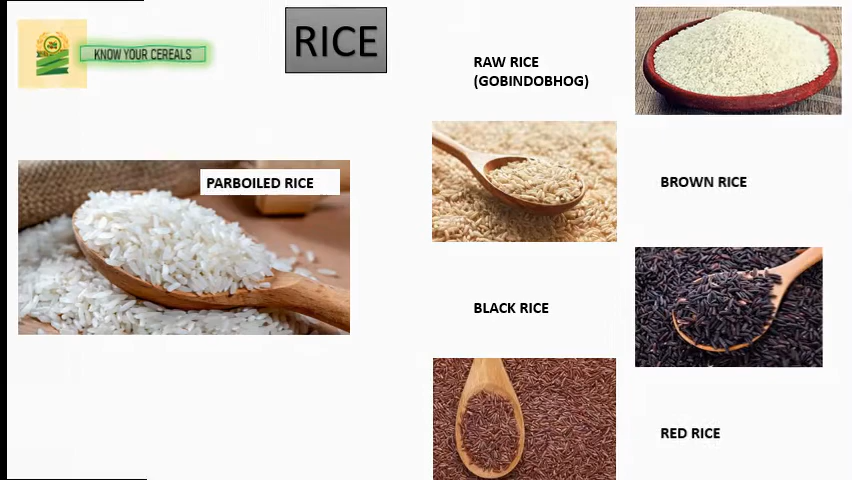 KNOW YOUR CEREALS
RICE
RAW RICE
(GOBINDOBHOG)
PARBOILED RICE
BROWN RICE
BLACK RICE
RED RICE